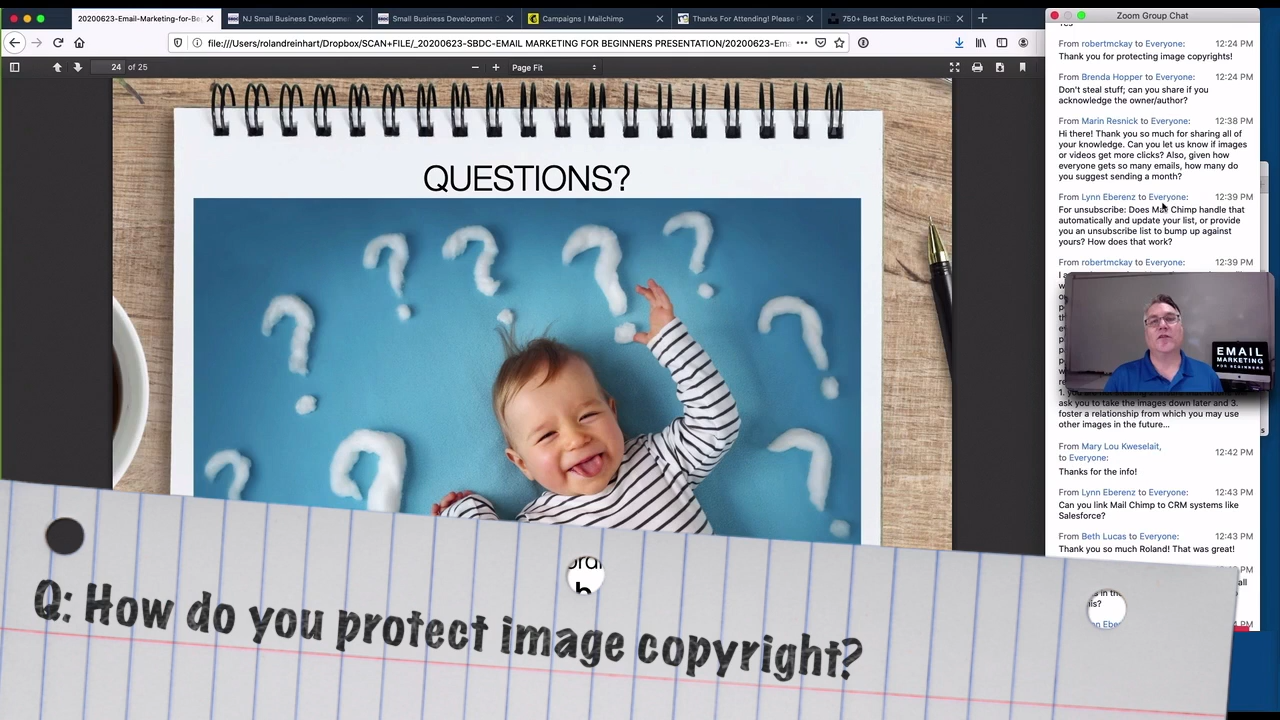 20200623-Email-Marketing-for-Be
NJ Small Business Developme
Small Business Development C
Campaigns | Mailchimp
Thanks For Attending! Please R
750+ Best Rocket Pictures [HD
Zoom Group Chat
file:///Users/rolandreinhart/Dropbox/SCAN+FILE/_20200623-SBDC-EMAIL MARKETING FOR BEGINNERS PRESENTATION/20200623-Ema
24 of 25
Page Fit
QUESTIONS?
From robertmckay to Everyone: 12:24 PM
Thank you for protecting image copyrights!
From Brenda Hopper to Everyone: 12:24 PM
Don't steal stuff; can you share if you
acknowledge the owner/author?
From Marin Resnick to Everyone: 12:38 PM
Hi there! Thank you so much for sharing all of
your knowledge. Can you let us know if images
or videos get more clicks? Also, given how
everyone gets so many emails, how many do
you suggest sending a month?
From Lynn Eberenz to Everyone: 12:39 PM
For unsubscribe: Does Mail Chimp handle that
automatically and update your list, or provide
you an unsubscribe list to bump up against
yours? How does that work?
From robertmckay to Everyone: 12:39 PM
EMAIL
MARKETING
FOR BEGINNERS
ask you to take the images down later and 3.
foster a relationship from which you may use
other images in the future...
From Mary Lou Kweselait,
to Everyone: 12:42 PM
Thanks for the info!
From Lynn Eberenz to Everyone: 12:43 PM
Can you link Mail Chimp to CRM systems like
Salesforce?
From Beth Lucas to Everyone: 12:43 PM
Thank you so much Roland! That was great!
Q: How do you protect image copyright?